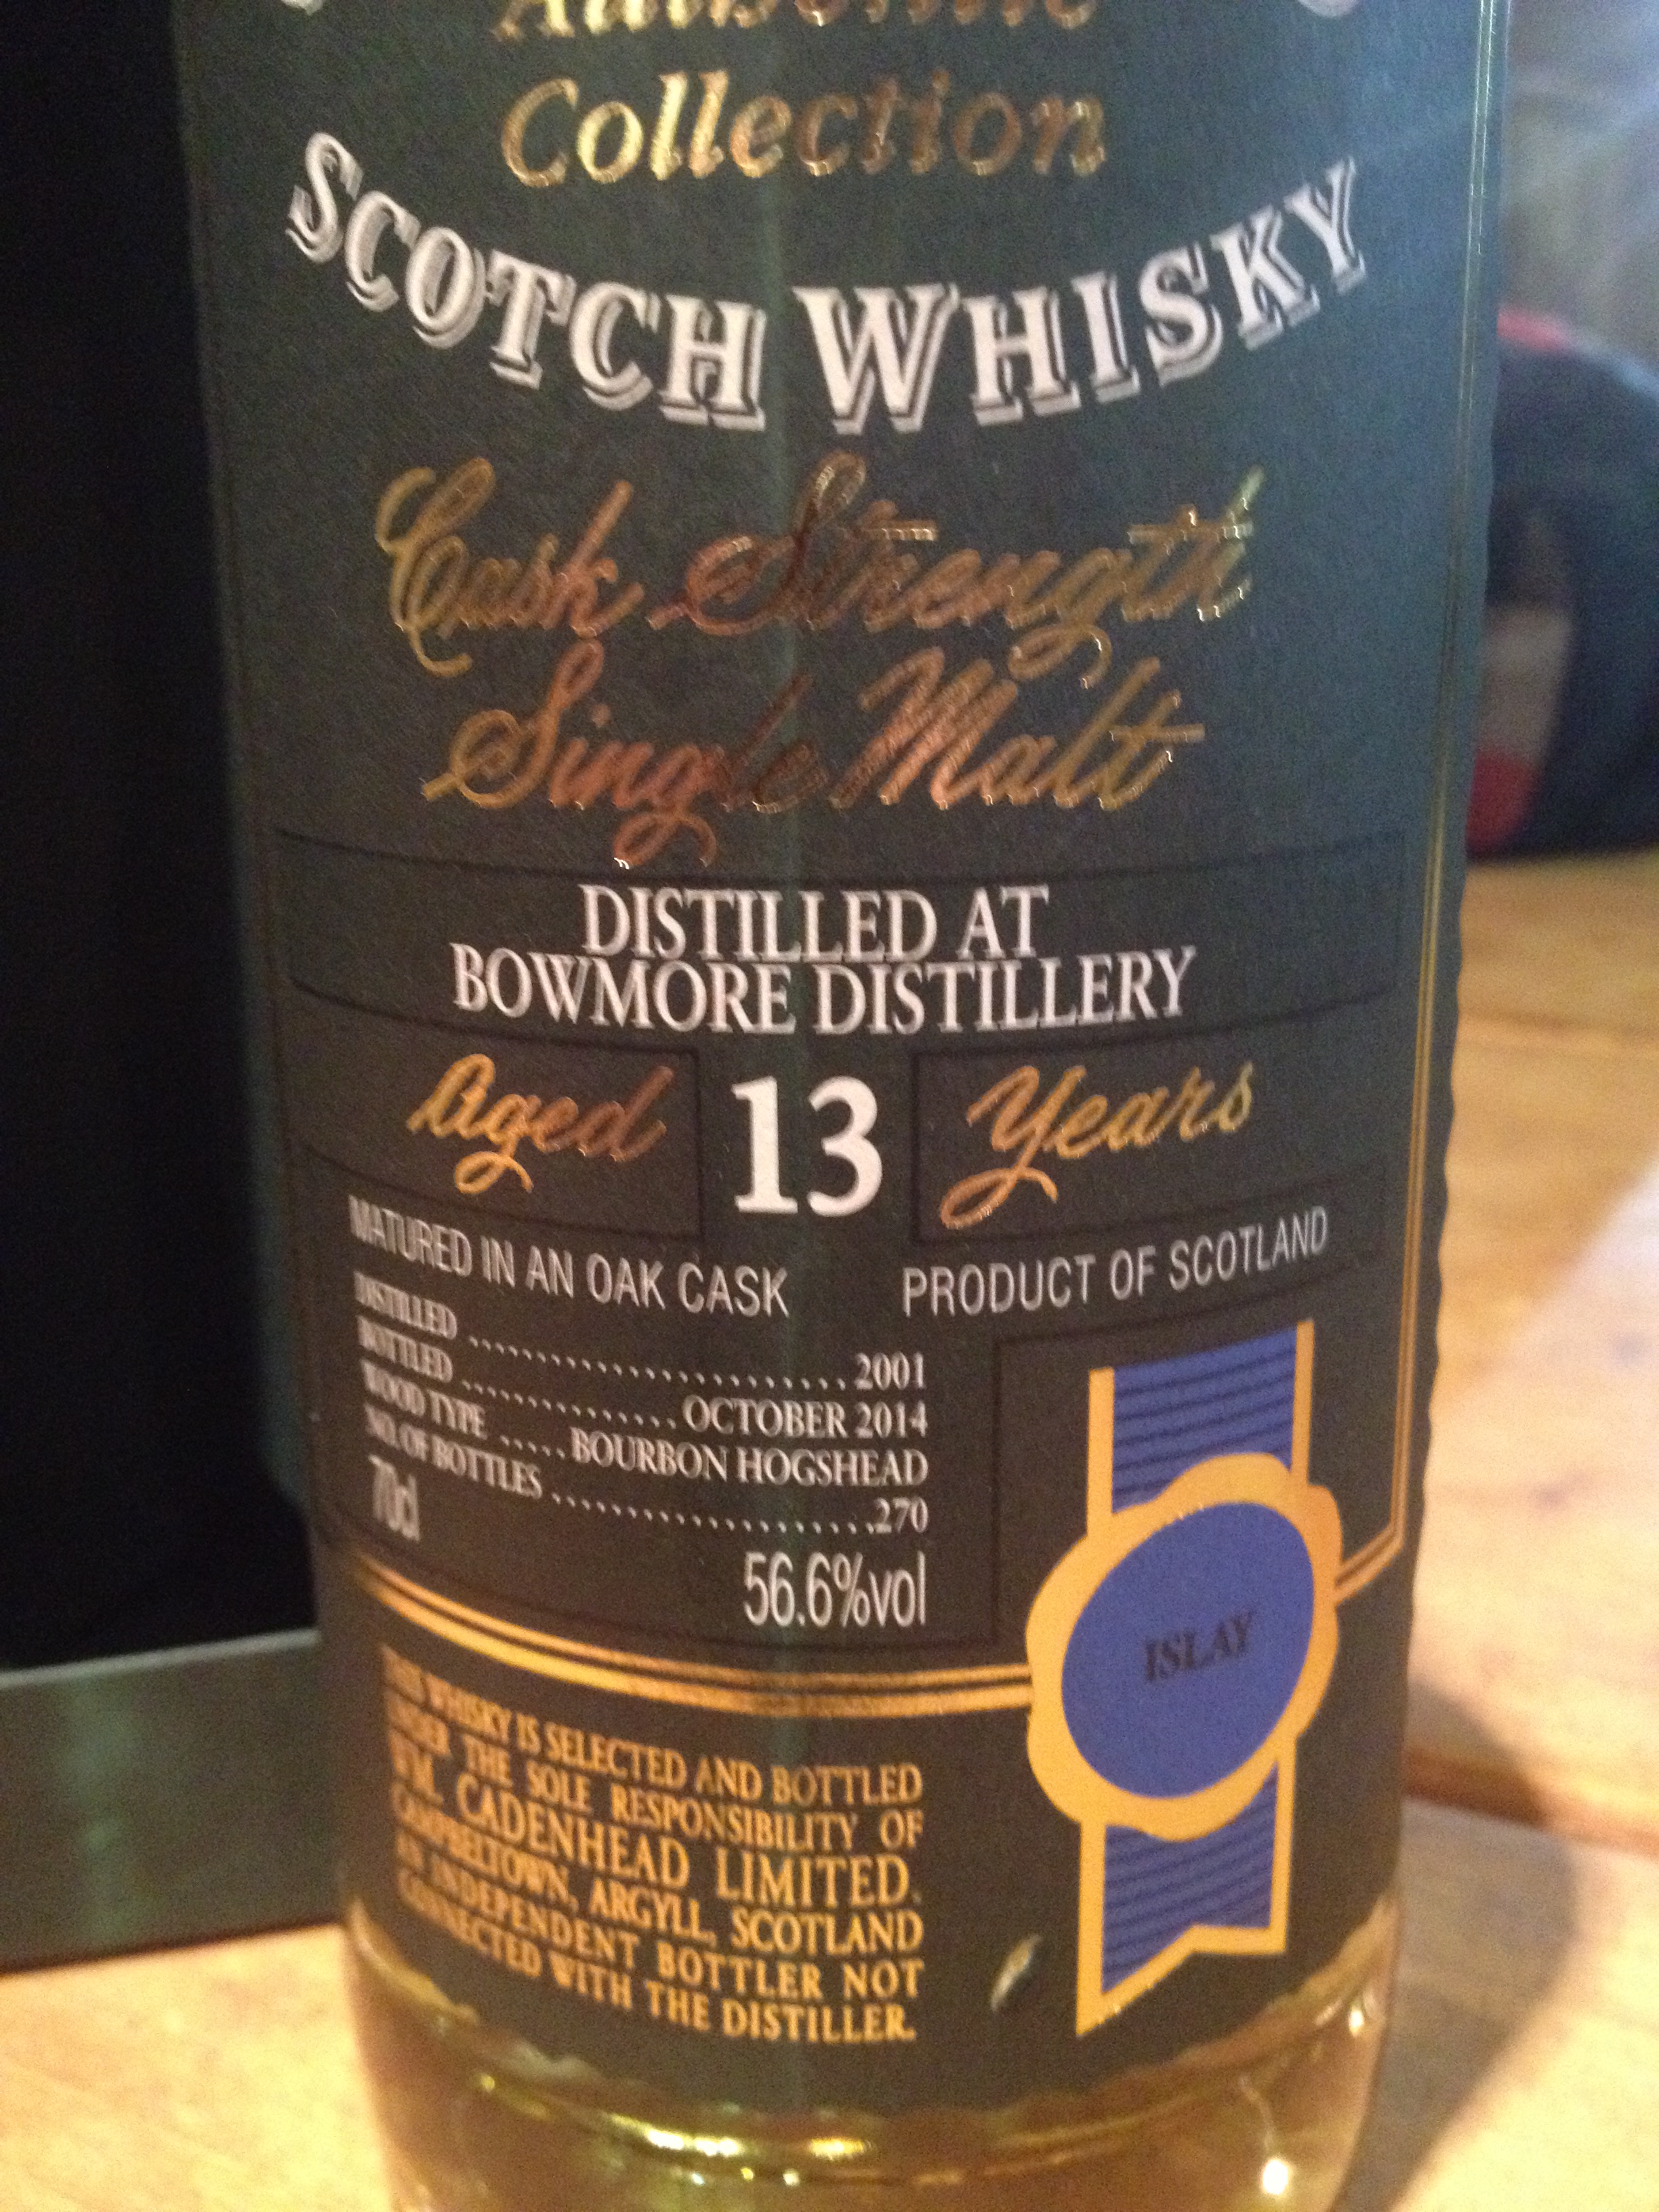 Authentic
Collection
SCOTCH WHISKY
Cask Strength
Single Malt
DISTILLED AT
BOWMORE DISTILLERY
Aged 13 Years
MATURED IN AN OAK CASK PRODUCT OF SCOTLAND
DISTILLED ........................... 2001
BOTTLED ................ OCTOBER 2014
WOOD TYPE ..... BOURBON HOGSHEAD
NO. OF BOTTLES ......................270
70cl
56.6%vol
ISLAY
THIS WHISKY IS SELECTED AND BOTTLED
UNDER THE SOLE RESPONSIBILITY OF
WM. CADENHEAD LIMITED.
CAMPBELTOWN, ARGYLL, SCOTLAND
AN INDEPENDENT BOTTLER NOT
CONNECTED WITH THE DISTILLER.